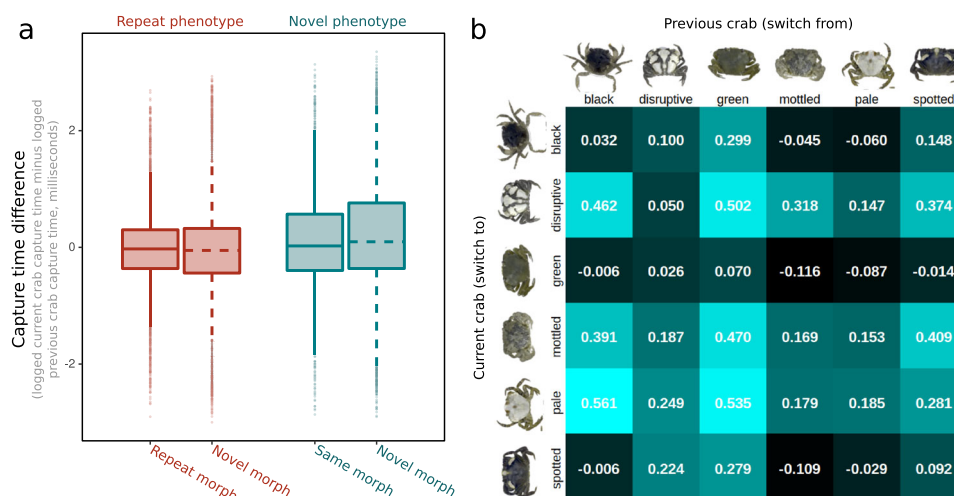 a
Repeat phenotype
Novel phenotype
Capture time difference
(logged current crab capture time minus logged
previous crab capture time, milliseconds)
2
0
-2
Repeat morph
Novel morph
Same morph
Novel morph
b
Previous crab (switch from)
black disruptive green mottled pale spotted
Current crab (switch to)
black 0.032 0.100 0.299 -0.045 -0.060 0.148
disruptive 0.462 0.050 0.502 0.318 0.147 0.374
green -0.006 0.026 0.070 -0.116 -0.087 -0.014
mottled 0.391 0.187 0.470 0.169 0.153 0.409
pale 0.561 0.249 0.535 0.179 0.185 0.281
spotted -0.006 0.224 0.279 -0.109 -0.029 0.092